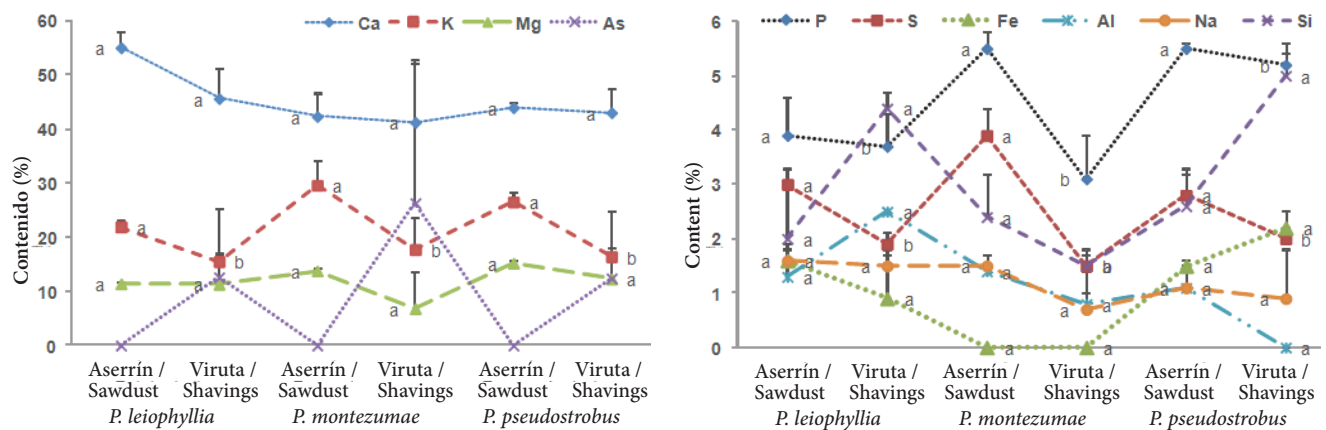 Ca K Mg As
Contenido (%)
60
50
40
30
20
10
0
a a a a a a
a b a b a b
a a a a a
Aserrín / Sawdust Viruta / Shavings Aserrín / Sawdust Viruta / Shavings Aserrín / Sawdust Viruta / Shavings
P. leiophyllia P. montezumae P. pseudostrobus
P S Fe Al Na Si
Content (%)
6
5
4
3
2
1
0
a b a b a b
a b a b a b
a a a a a
a a a a a a
a a a a a a
Aserrín / Sawdust Viruta / Shavings Aserrín / Sawdust Viruta / Shavings Aserrín / Sawdust Viruta / Shavings
P. leiophyllia P. montezumae P. pseudostrobus